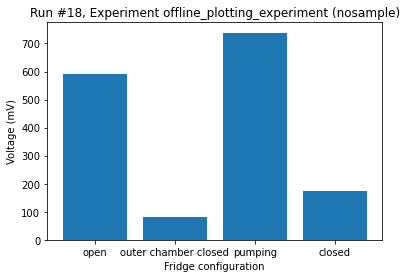 Run #18, Experiment offline_plotting_experiment (nosample)
Voltage (mV)
700
600
500
400
300
200
100
0
open outer chamber closed pumping closed
Fridge configuration